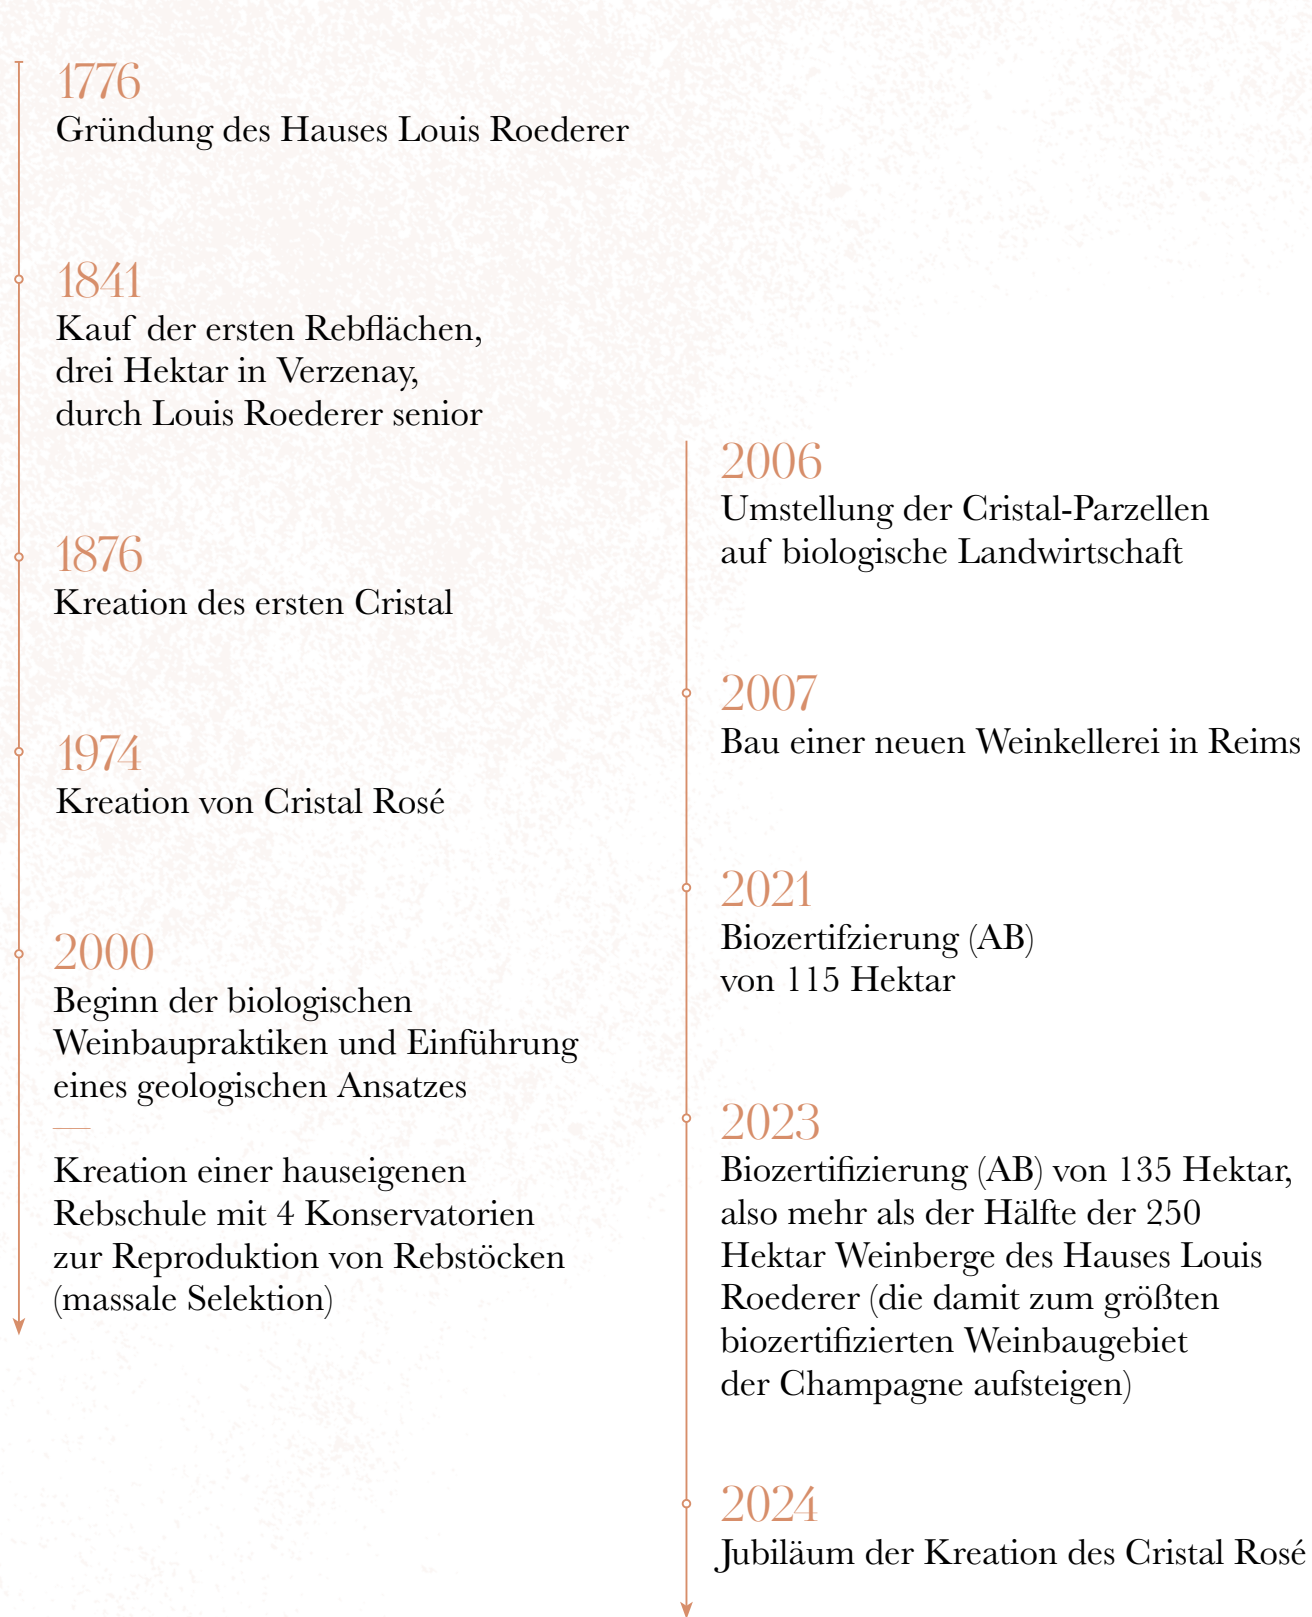 1776
Gründung des Hauses Louis Roederer
1841
Kauf der ersten Rebflächen,
drei Hektar in Verzenay,
durch Louis Roederer senior
1876
Kreation des ersten Cristal
1974
Kreation von Cristal Rosé
2000
Beginn der biologischen
Weinbaupraktiken und Einführung
eines geologischen Ansatzes
Kreation einer hauseigenen
Rebschule mit 4 Konservatorien
zur Reproduktion von Rebstöcken
(massale Selektion)
2006
Umstellung der Cristal-Parzellen
auf biologische Landwirtschaft
2007
Bau einer neuen Weinkellerei in Reims
2021
Biozertifzierung (AB)
von 115 Hektar
2023
Biozertifizierung (AB) von 135 Hektar,
also mehr als der Hälfte der 250
Hektar Weinberge des Hauses Louis
Roederer (die damit zum größten
biozertifizierten Weinbaugebiet
der Champagne aufsteigen)
2024
Jubiläum der Kreation des Cristal Rosé